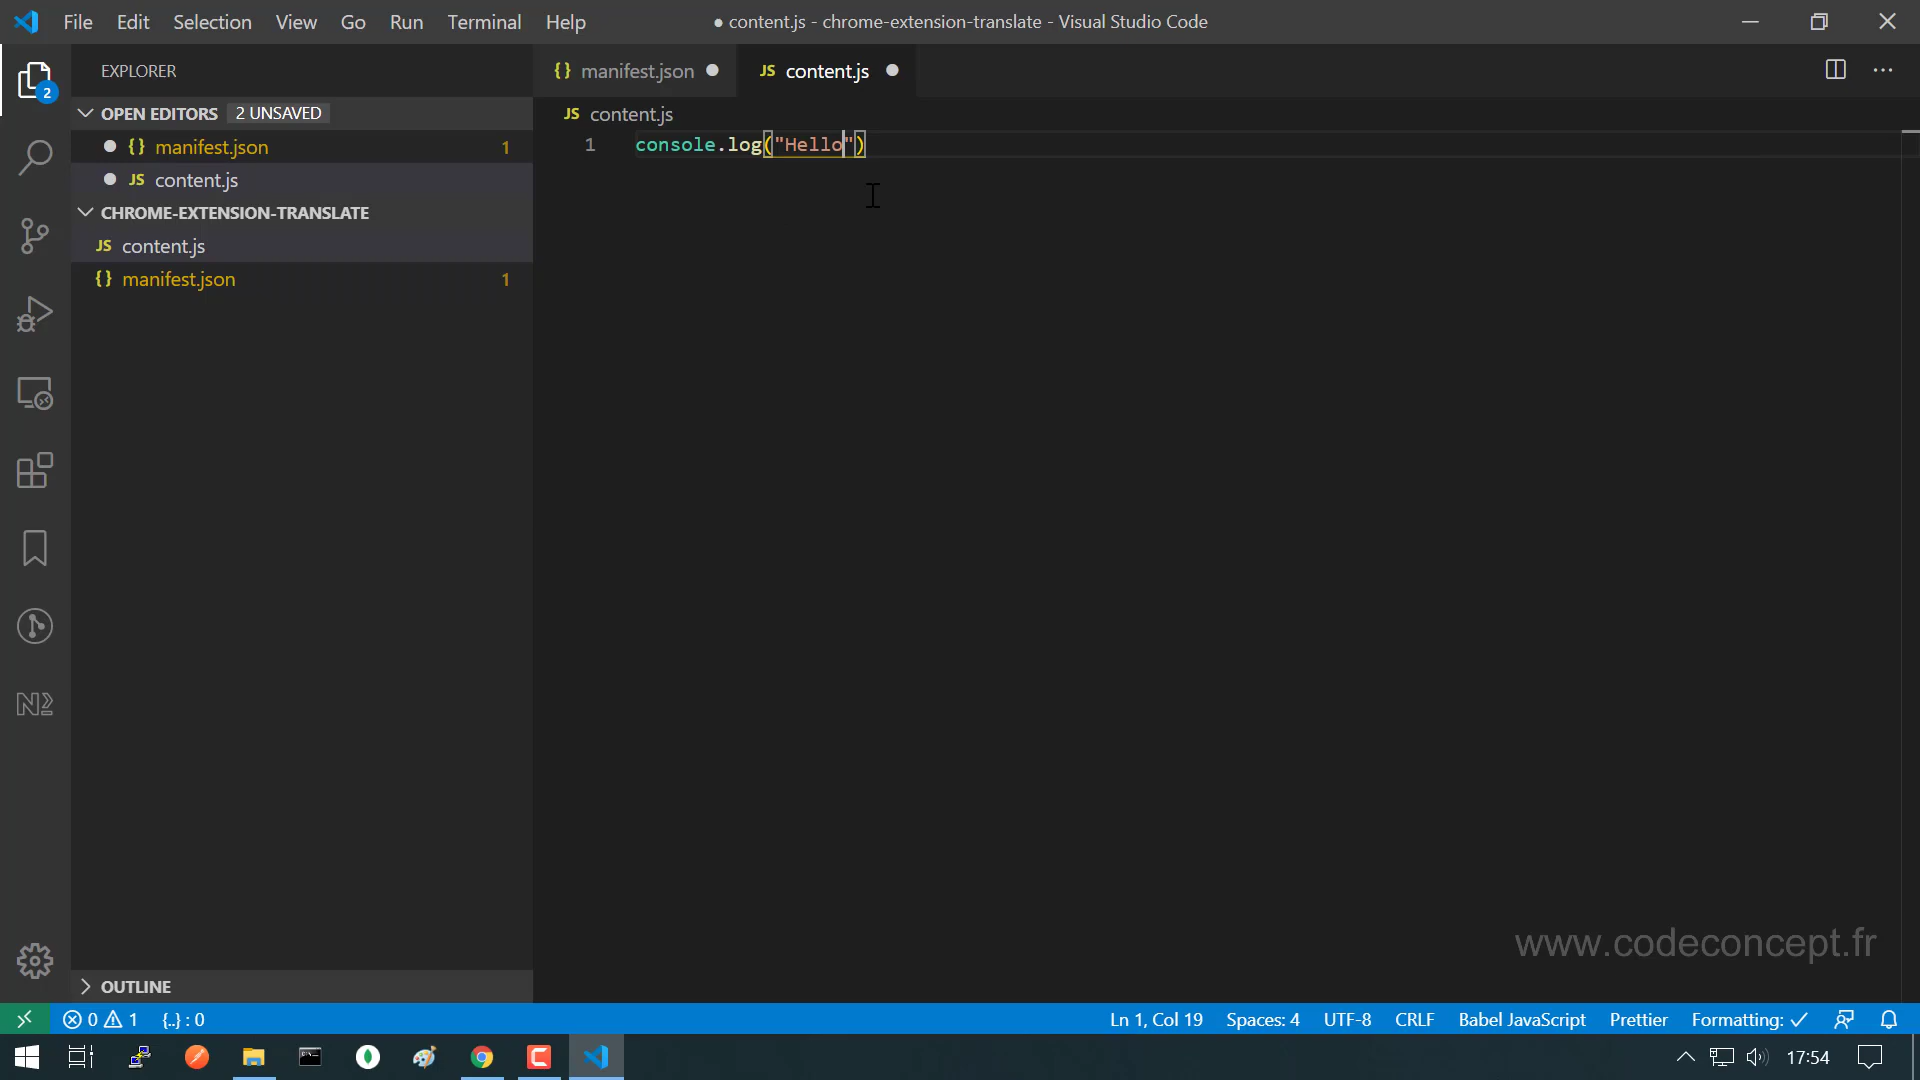 File Edit Selection View Go Run Terminal Help
● content.js - chrome-extension-translate - Visual Studio Code
2
EXPLORER
OPEN EDITORS 2 UNSAVED
{} manifest.json 1
JS content.js
CHROME-EXTENSION-TRANSLATE
JS content.js
{} manifest.json 1
OUTLINE
{} manifest.json
JS content.js
JS content.js
1 console.log("Hello")
www.codeconcept.fr
0 1 {..} : 0
Ln 1, Col 19 Spaces: 4 UTF-8 CRLF Babel JavaScript Prettier Formatting: ✓
17:54